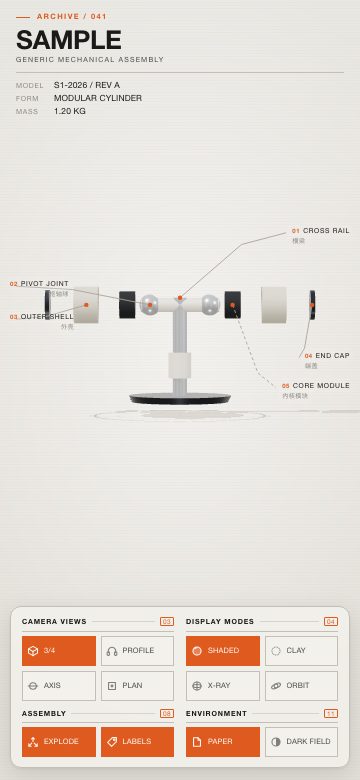 ARCHIVE / 041
SAMPLE
GENERIC MECHANICAL ASSEMBLY
MODEL S1-2026 / REV A
FORM MODULAR CYLINDER
MASS 1.20 KG
01 CROSS RAIL
横梁
02 PIVOT JOINT
轴球
03 OUTER SHELL
外壳
04 END CAP
端盖
05 CORE MODULE
内核模块
CAMERA VIEWS 03
3/4
PROFILE
AXIS
PLAN
DISPLAY MODES 04
SHADED
CLAY
X-RAY
ORBIT
ASSEMBLY 08
EXPLODE
LABELS
ENVIRONMENT 11
PAPER
DARK FIELD